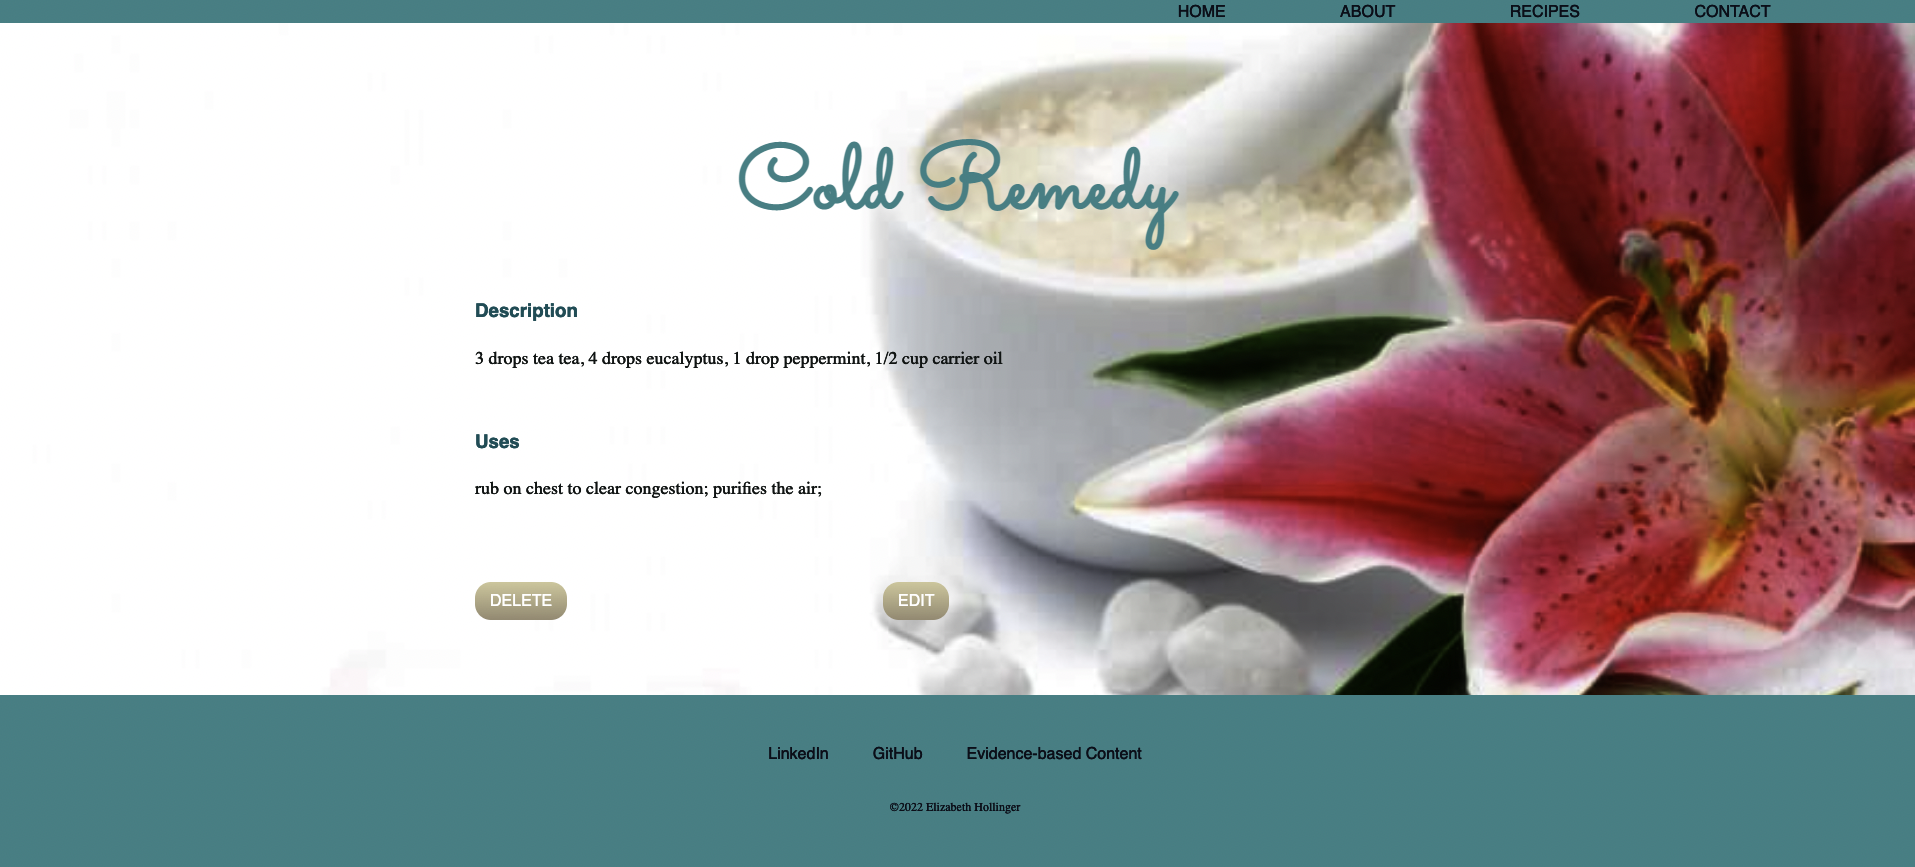 HOME ABOUT RECIPES CONTACT
Cold Remedy
Description
3 drops tea tea, 4 drops eucalyptus, 1 drop peppermint, 1/2 cup carrier oil
Uses
rub on chest to clear congestion; purifies the air;
DELETE EDIT
LinkedIn GitHub Evidence-based Content
©2022 Elizabeth Hollinger